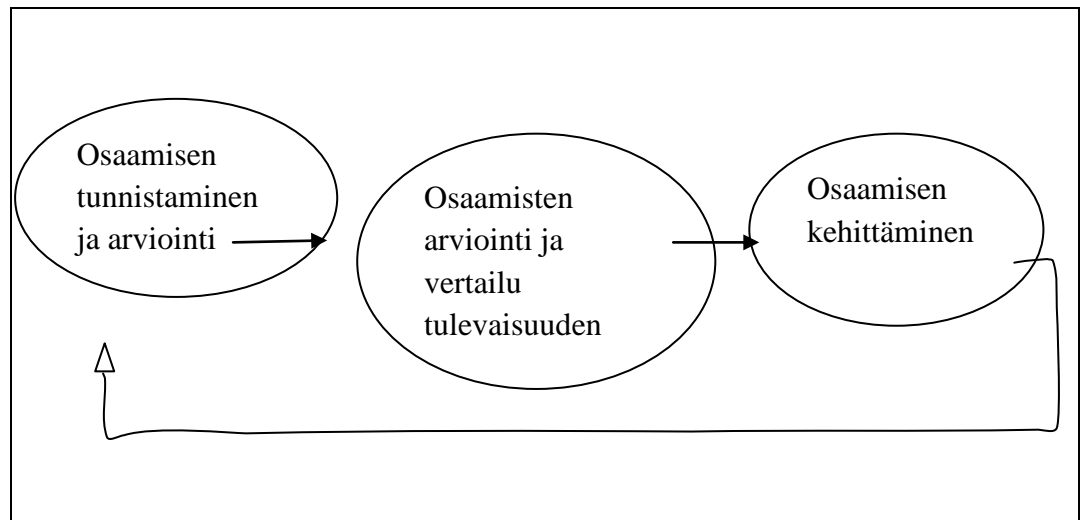 Osaamisen
tunnistaminen
ja arviointi
Osaamisten
arviointi ja
vertailu
tulevaisuuden
Osaamisen
kehittäminen